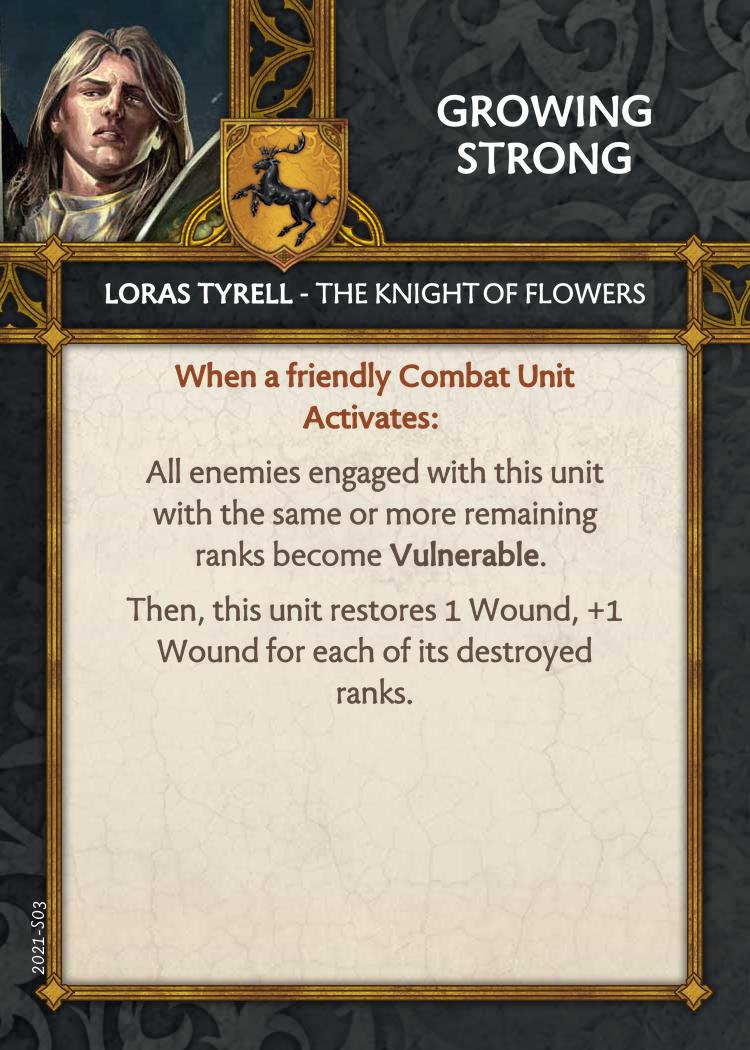 GROWING
STRONG
LORAS TYRELL - THE KNIGHT OF FLOWERS
When a friendly Combat Unit
Activates:
All enemies engaged with this unit
with the same or more remaining
ranks become Vulnerable.
Then, this unit restores 1 Wound, +1
Wound for each of its destroyed
ranks.
2021-S03